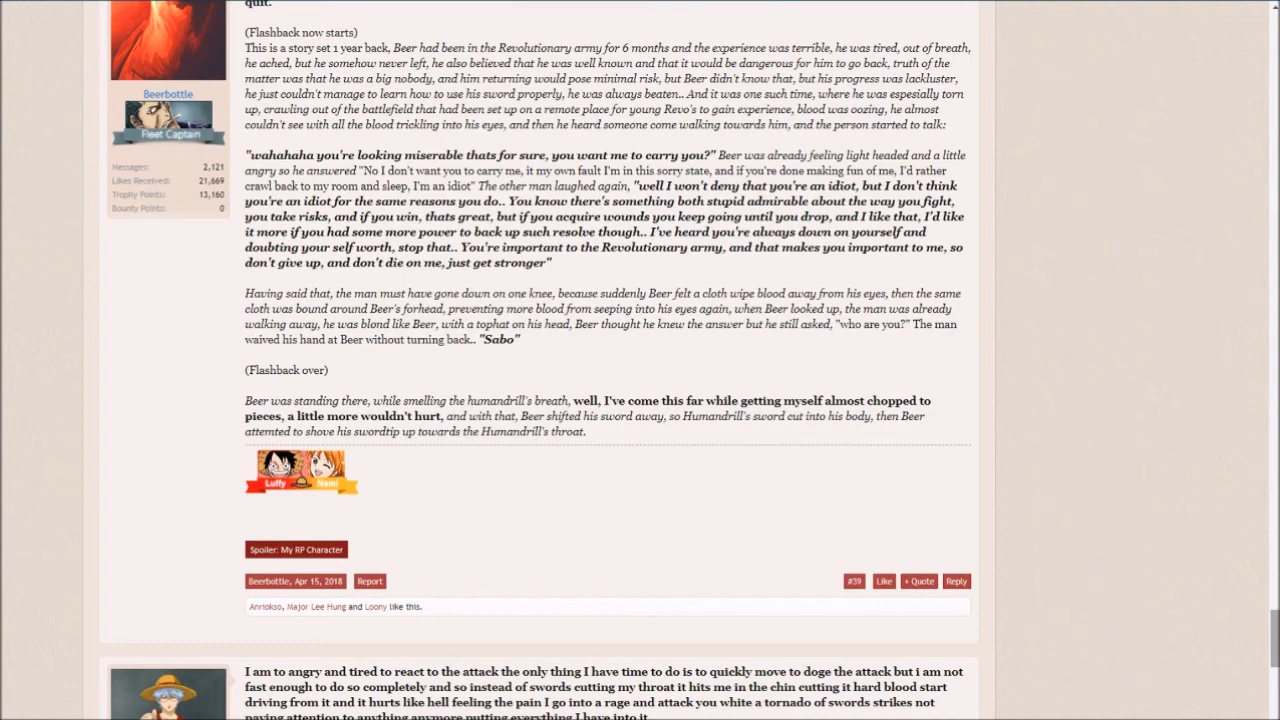 quit.
(Flashback now starts)
This is a story set 1 year back, Beer had been in the Revolutionary army for 6 months and the experience was terrible, he was tired, out of breath,
he ached, but he somehow never left, he also believed that he was well known and that it would be dangerous for him to go back, truth of the
matter was that he was a big nobody, and him returning would pose minimal risk, but Beer didn't know that, but his progress was lackluster,
he just couldn't manage to learn how to use his sword properly, he was always beaten.. And it was one such time, where he was espesially torn
up, crawling out of the battlefield that had been set up on a remote place for young Revo's to gain experience, blood was oozing, he almost
couldn't see with all the blood trickling into his eyes, and then he heard someone come walking towards him, and the person started to talk:
Beerbottle
Fleet Captain
Messages: 2,121
Likes Received: 21,669
Trophy Points: 13,160
Bounty Points: 0
"wahahaha you're looking miserable thats for sure, you want me to carry you?" Beer was already feeling light headed and a little
angry so he answered "No I don't want you to carry me, it my own fault I'm in this sorry state, and if you're done making fun of me, I'd rather
crawl back to my room and sleep, I'm an idiot" The other man laughed again, "well I won't deny that you're an idiot, but I don't think
you're an idiot for the same reasons you do.. You know there's something both stupid admirable about the way you fight,
you take risks, and if you win, thats great, but if you acquire wounds you keep going until you drop, and I like that, I'd like
it more if you had some more power to back up such resolve though.. I've heard you're always down on yourself and
doubting your self worth, stop that.. You're important to the Revolutionary army, and that makes you important to me, so
don't give up, and don't die on me, just get stronger"
Having said that, the man must have gone down on one knee, because suddenly Beer felt a cloth wipe blood away from his eyes, then the same
cloth was bound around Beer's forhead, preventing more blood from seeping into his eyes again, when Beer looked up, the man was already
walking away, he was blond like Beer, with a tophat on his head, Beer thought he knew the answer but he still asked, "who are you?" The man
waived his hand at Beer without turning back.. "Sabo"
(Flashback over)
Beer was standing there, while smelling the humandrill's breath, well, I've come this far while getting myself almost chopped to
pieces, a little more wouldn't hurt, and with that, Beer shifted his sword away, so Humandrill's sword cut into his body, then Beer
attemted to shove his swordtip up towards the Humandrill's throat.
Luffy Nami
Spoiler: My RP Character
Beerbottle, Apr 15, 2018 Report #39 Like + Quote Reply
Anriokso, Major Lee Hung and Loony like this.
I am to angry and tired to react to the attack the only thing I have time to do is to quickly move to doge the attack but i am not
fast enough to do so completely and so instead of swords cutting my throat it hits me in the chin cutting it hard blood start
driving from it and it hurts like hell feeling the pain I go into a rage and attack you white a tornado of swords strikes not
paying attention to anything anymore putting everything I have into it